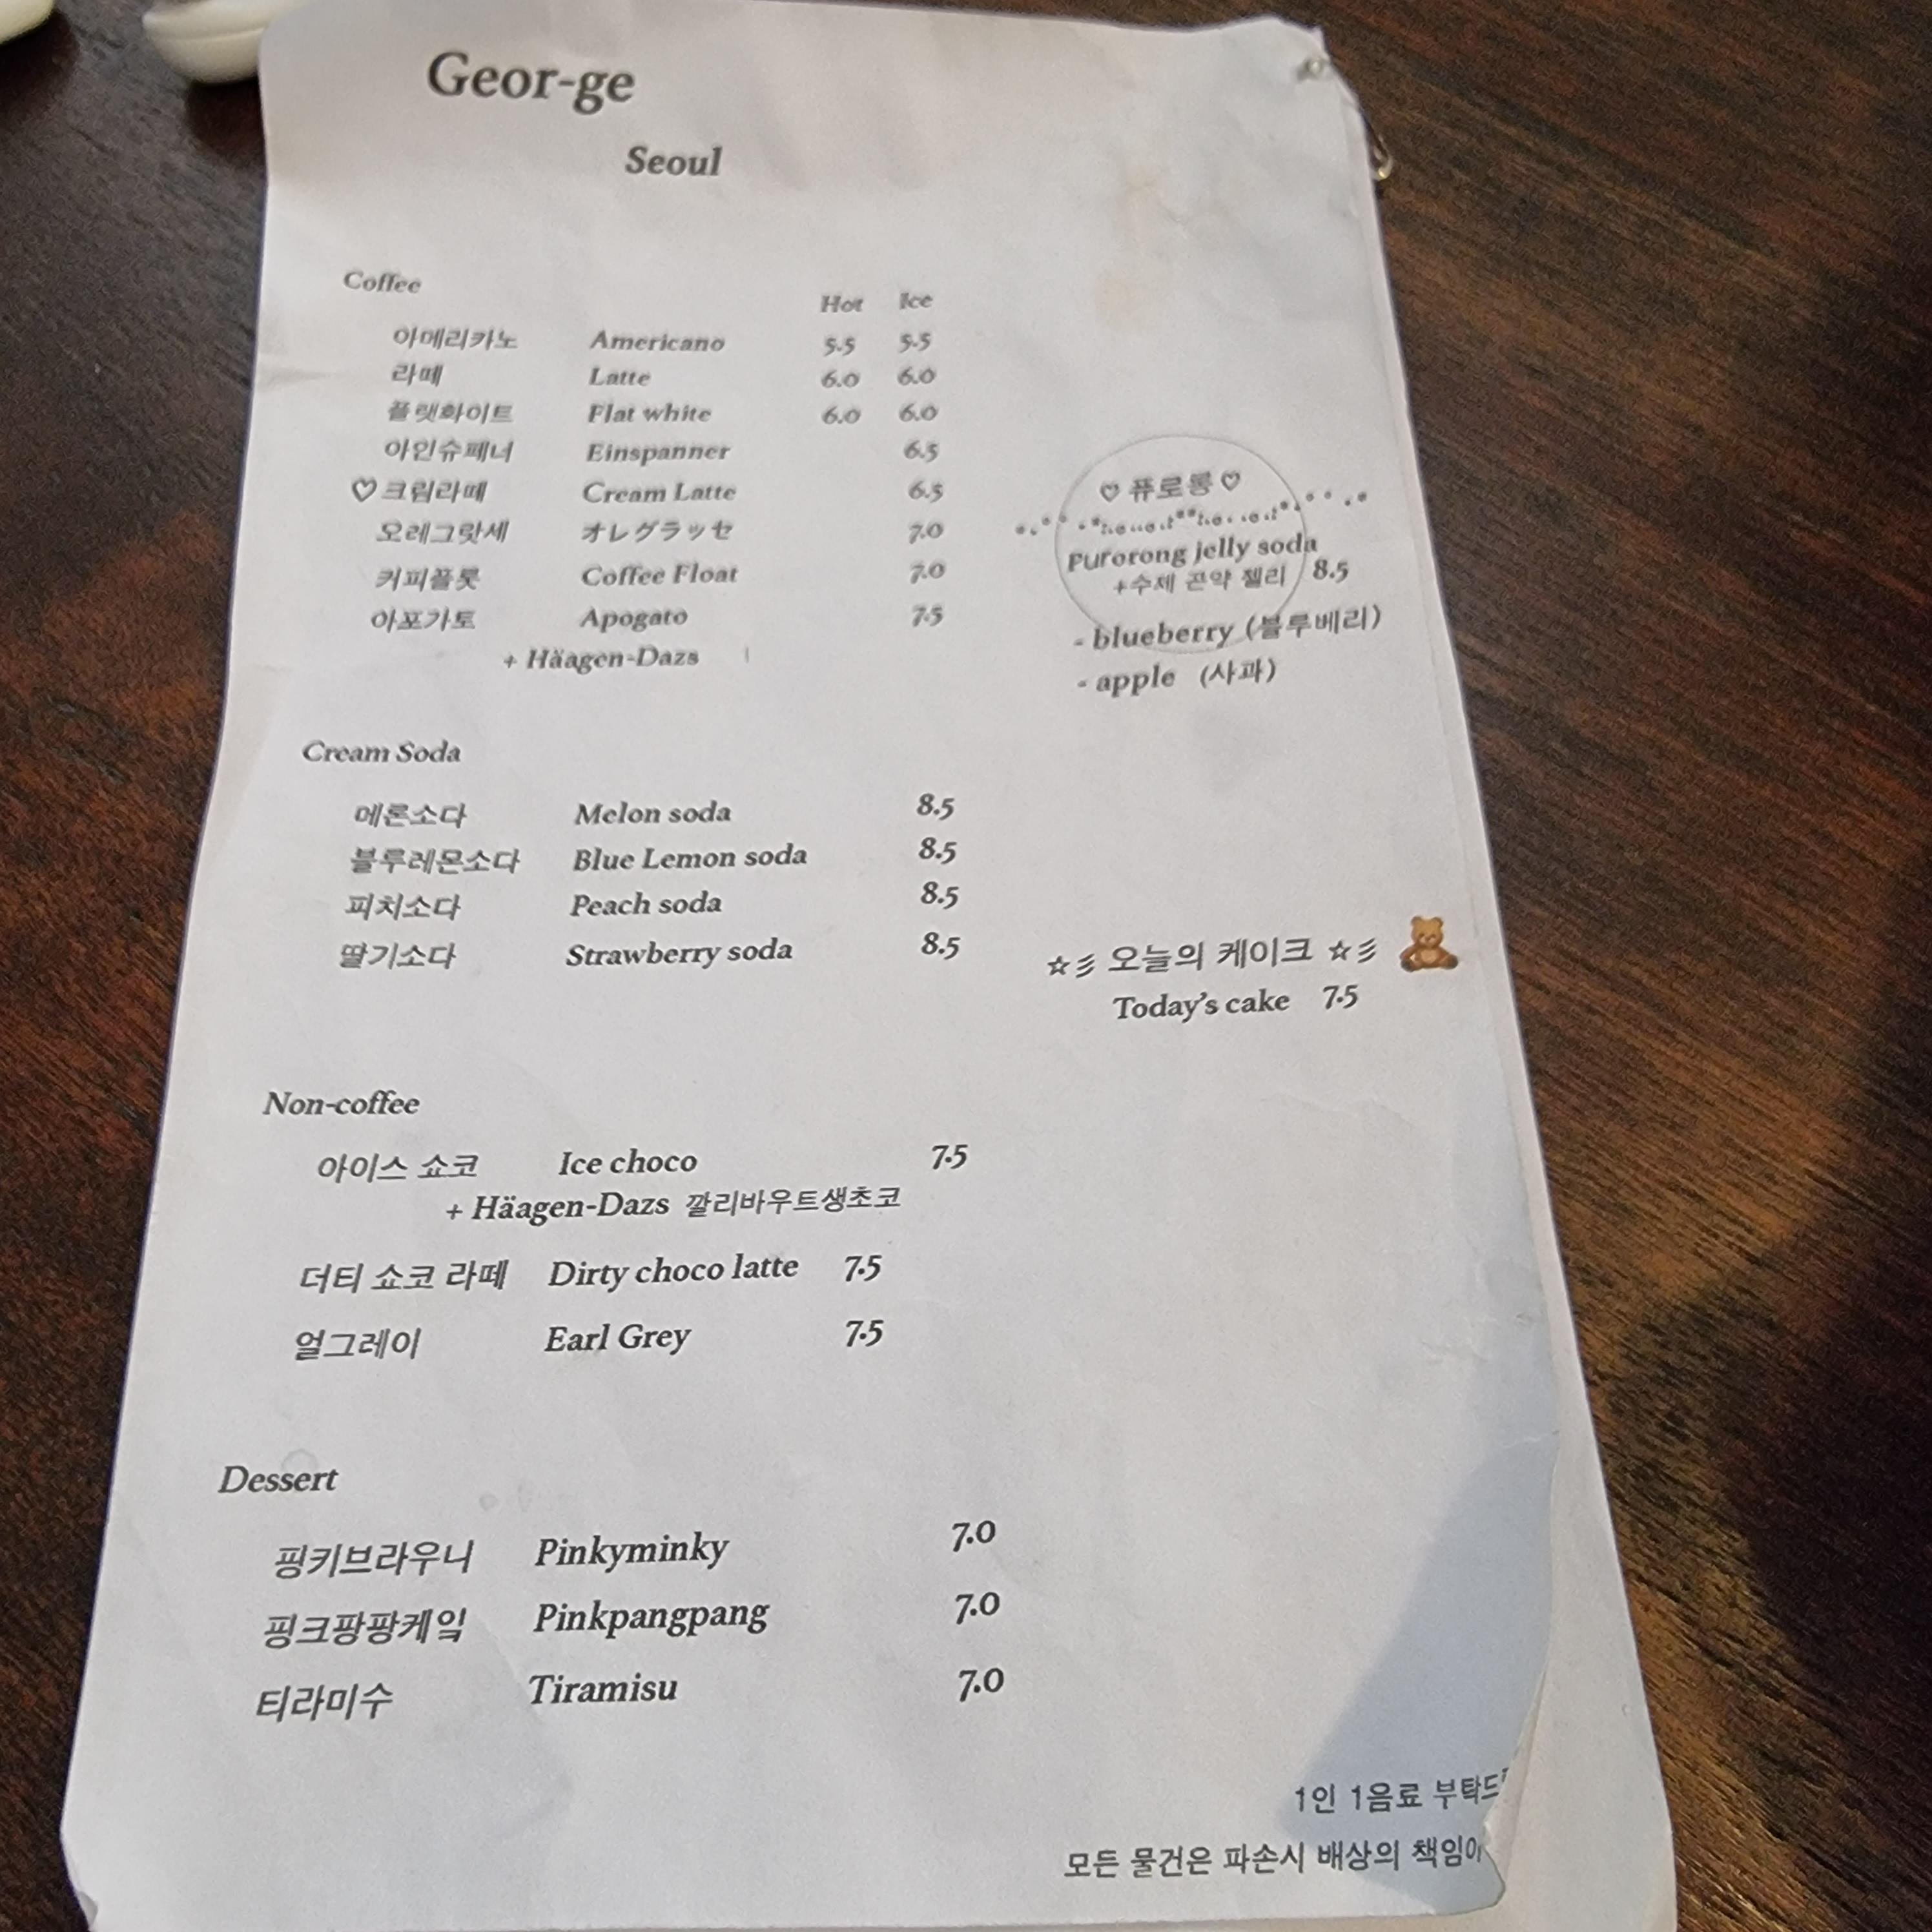 Geor-ge
Seoul
Coffee
Hot Ice
아메리카노 Americano 5.5 5.5
라떼 Latte 6.0 6.0
플랫화이트 Flat white 6.0 6.0
아인슈페너 Einspanner 6.5
♡크림라떼 Cream Latte 6.5
오레그랏세 オレグラッセ 7.0
커피플롯 Coffee Float 7.0
아포가토 Apogato 7.5
+ Häagen-Dazs
♡퓨로롱♡
Purorong jelly soda
+수제 곤약 젤리 8.5
- blueberry (블루베리)
- apple (사과)
Cream Soda
메론소다 Melon soda 8.5
블루레몬소다 Blue Lemon soda 8.5
피치소다 Peach soda 8.5
딸기소다 Strawberry soda 8.5
☆彡 오늘의 케이크 ☆彡
Today's cake 7.5
Non-coffee
아이스 쇼코 Ice choco 7.5
+ Häagen-Dazs 깔리바우트생초코
더티 쇼코 라떼 Dirty choco latte 7.5
얼그레이 Earl Grey 7.5
Dessert
핑키브라우니 Pinkyminky 7.0
핑크팡팡케잌 Pinkpangpang 7.0
티라미수 Tiramisu 7.0
1인 1음료 부탁드
모든 물건은 파손시 배상의 책임이